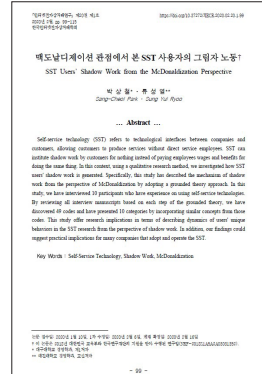 맥도날디제이션 관점에서 본 SST 사용자의 그림자 노동†
SST Users' Shadow Work from the McDonaldization Perspective
박 상 철* · 류 성 열**
Sang-Cheol Park · Sung Yul Ryoo
… Abstract …
Self-service technology (SST) refers to technological interfaces between companies and
customers, allowing customers to produce services without direct service employees. SST can
institute shadow work by customers for nothing instead of paying employees wages and benefits for
doing the same thing. In this context, using a qualitative research method, we investigated how SST
users' shadow work is generated. Specifically, this study has described the mechanism of shadow
work from the perspective of McDonaldization by adopting a grounded theory approach. In this
study, we have interviewed 10 participants who have experience on using self-service technologies.
By reviewing all interview manuscripts based on each step of the grounded theory, we have
discovered 49 codes and have presented 10 categories by incorporating similar concepts from those
codes. This study offer research implications in terms of describing dynamics of users' unique
behaviors in the SST research from the perspective of shadow work. In addition, our findings could
suggest practical implications for many companies that adopt and operate the SST.
Key Words : Self-Service Technology, Shadow Work, McDonaldization
- 99 -